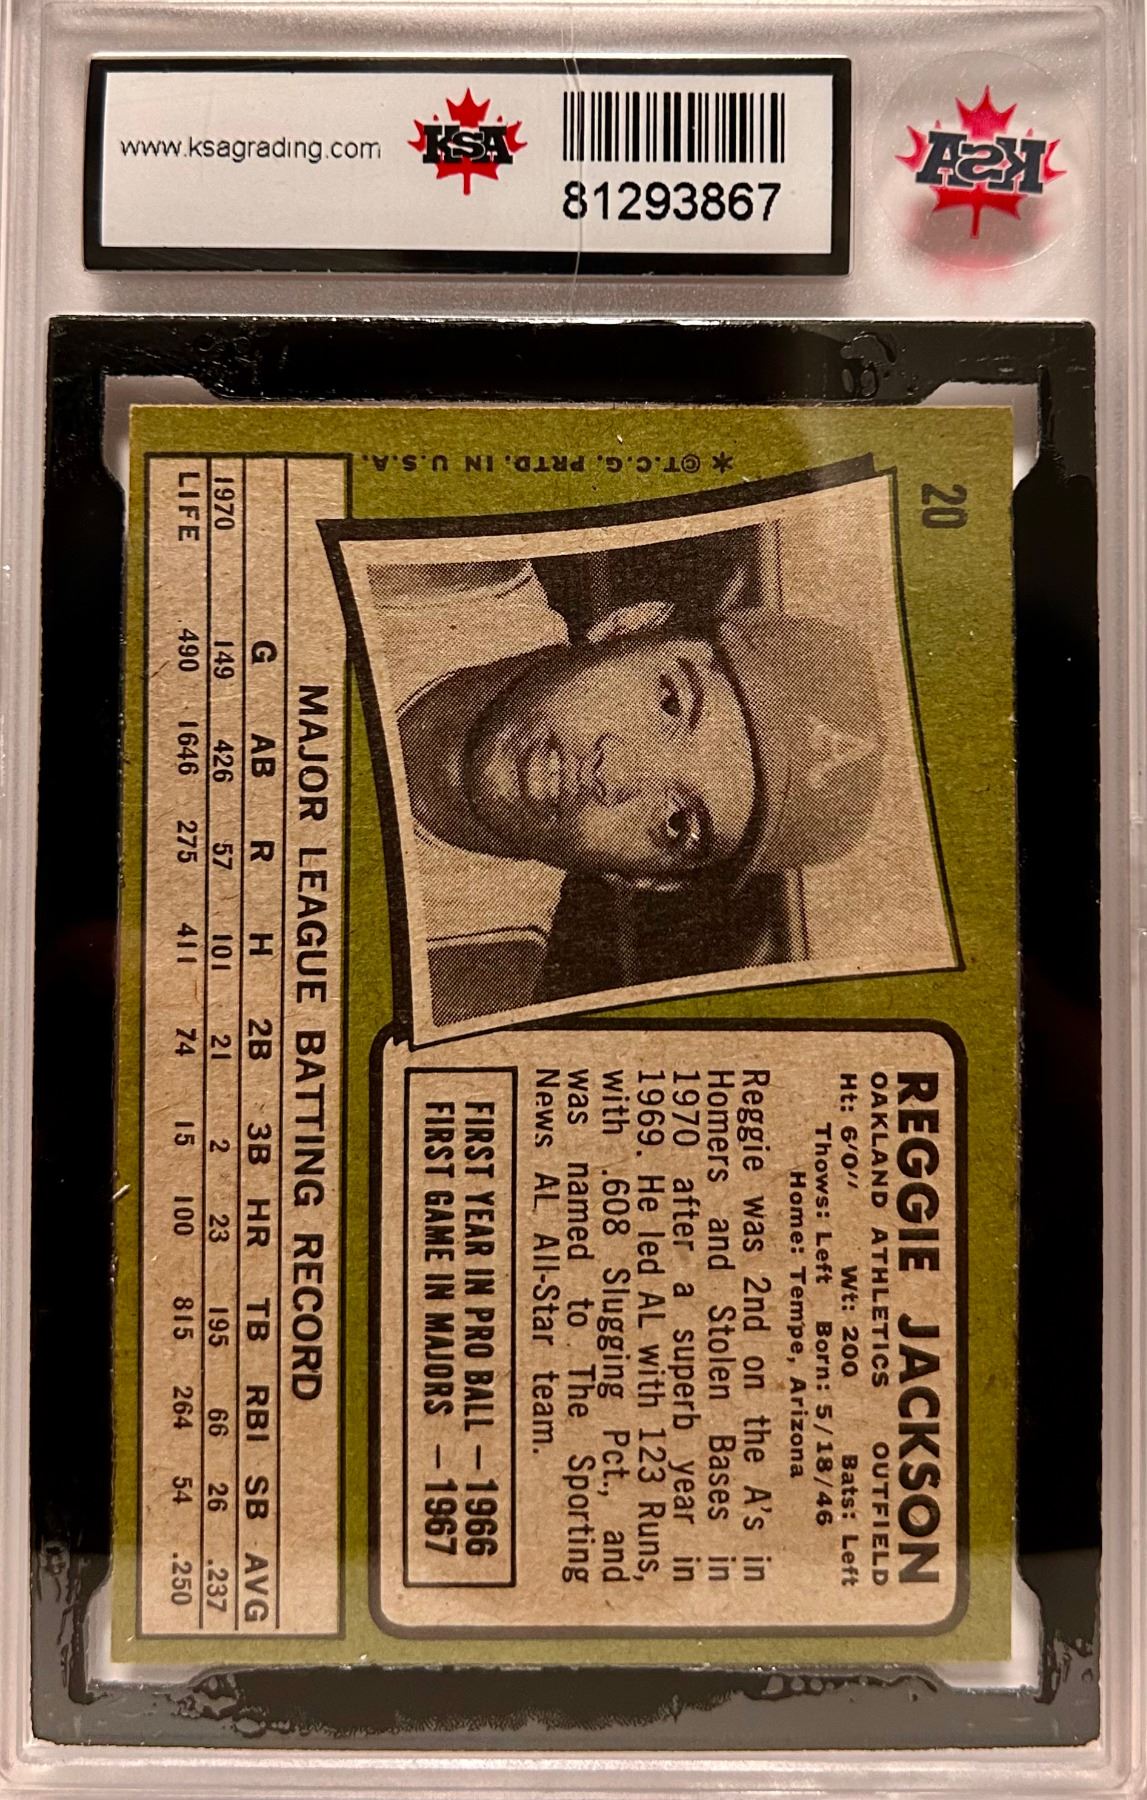 www.ksagrading.com
KSA
81293867
KSA
20
* © T.C.G. PRTD. IN U.S.A.
A
REGGIE JACKSON
OAKLAND ATHLETICS OUTFIELD
Ht: 6'0" Wt: 200 Bats: Left
Thows: Left Born: 5/18/46
Home: Tempe, Arizona
Reggie was 2nd on the A's in
Homers and Stolen Bases in
1970 after a superb year in
1969. He led AL with 123 Runs,
with .608 Slugging Pct., and
was named to The Sporting
News AL All-Star team.
FIRST YEAR IN PRO BALL — 1966
FIRST GAME IN MAJORS — 1967
MAJOR LEAGUE BATTING RECORD
G AB R H 2B 3B HR TB RBI SB AVG
1970 149 426 57 101 21 2 23 195 66 26 .237
LIFE 490 1646 275 411 74 15 100 815 264 54 .250